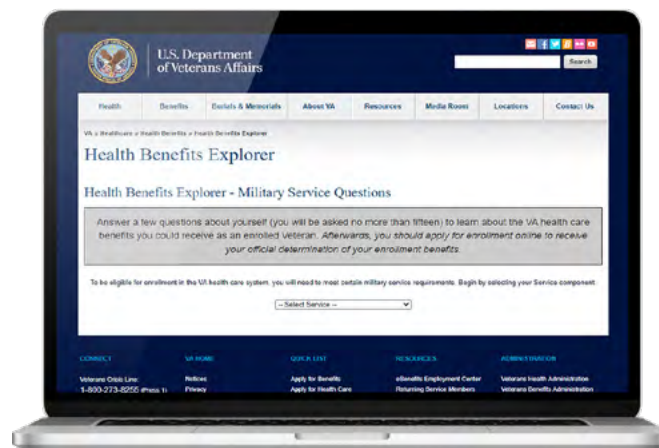 U.S. Department
of Veterans Affairs
Search
Health Benefits Burials & Memorials About VA Resources Media Room Locations Contact Us
VA » Healthcare » Health Benefits » Health Benefits Explorer
Health Benefits Explorer
Health Benefits Explorer - Military Service Questions
Answer a few questions about yourself (you will be asked no more than fifteen) to learn about the VA health care
benefits you could receive as an enrolled Veteran. Afterwards, you should apply for enrollment online to receive
your official determination of your enrollment benefits.
To be eligible for enrollment in the VA health care system, you will need to meet certain military service requirements. Begin by selecting your Service component.
-- Select Service --
CONNECT VA HOME QUICK LIST RESOURCES ADMINISTRATION
Veterans Crisis Line: Notices Apply for Benefits eBenefits Employment Center Veterans Health Administration
1-800-273-8255 (Press 1) Privacy Apply for Health Care Returning Service Members Veterans Benefits Administration